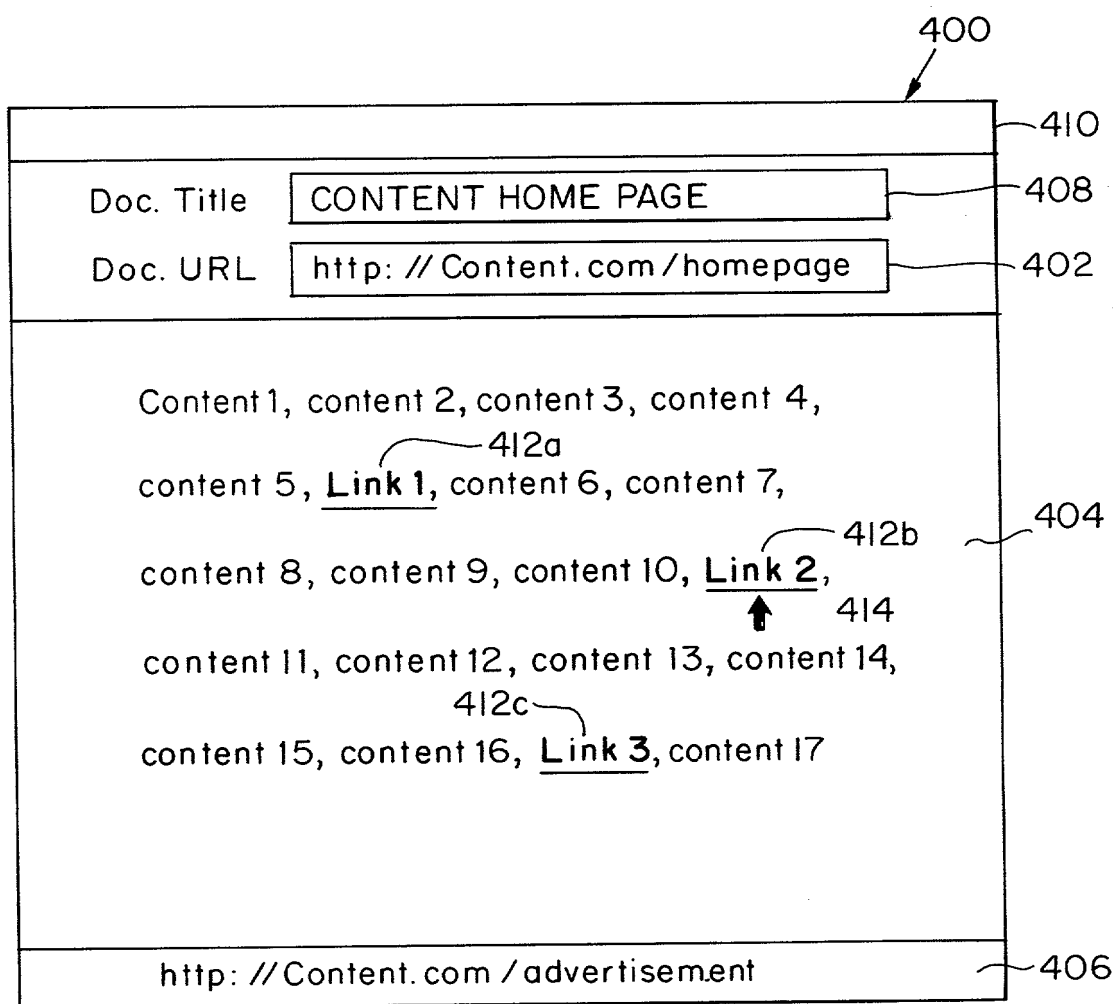 400
410
Doc. Title CONTENT HOME PAGE 408
Doc. URL http: //Content.com/homepage 402
Content 1, content 2, content 3, content 4,
412a
content 5, Link 1, content 6, content 7,
404
412b
content 8, content 9, content 10, Link 2,
414
content 11, content 12, content 13, content 14,
412c
content 15, content 16, Link 3, content 17
http: //Content.com/advertisement 406